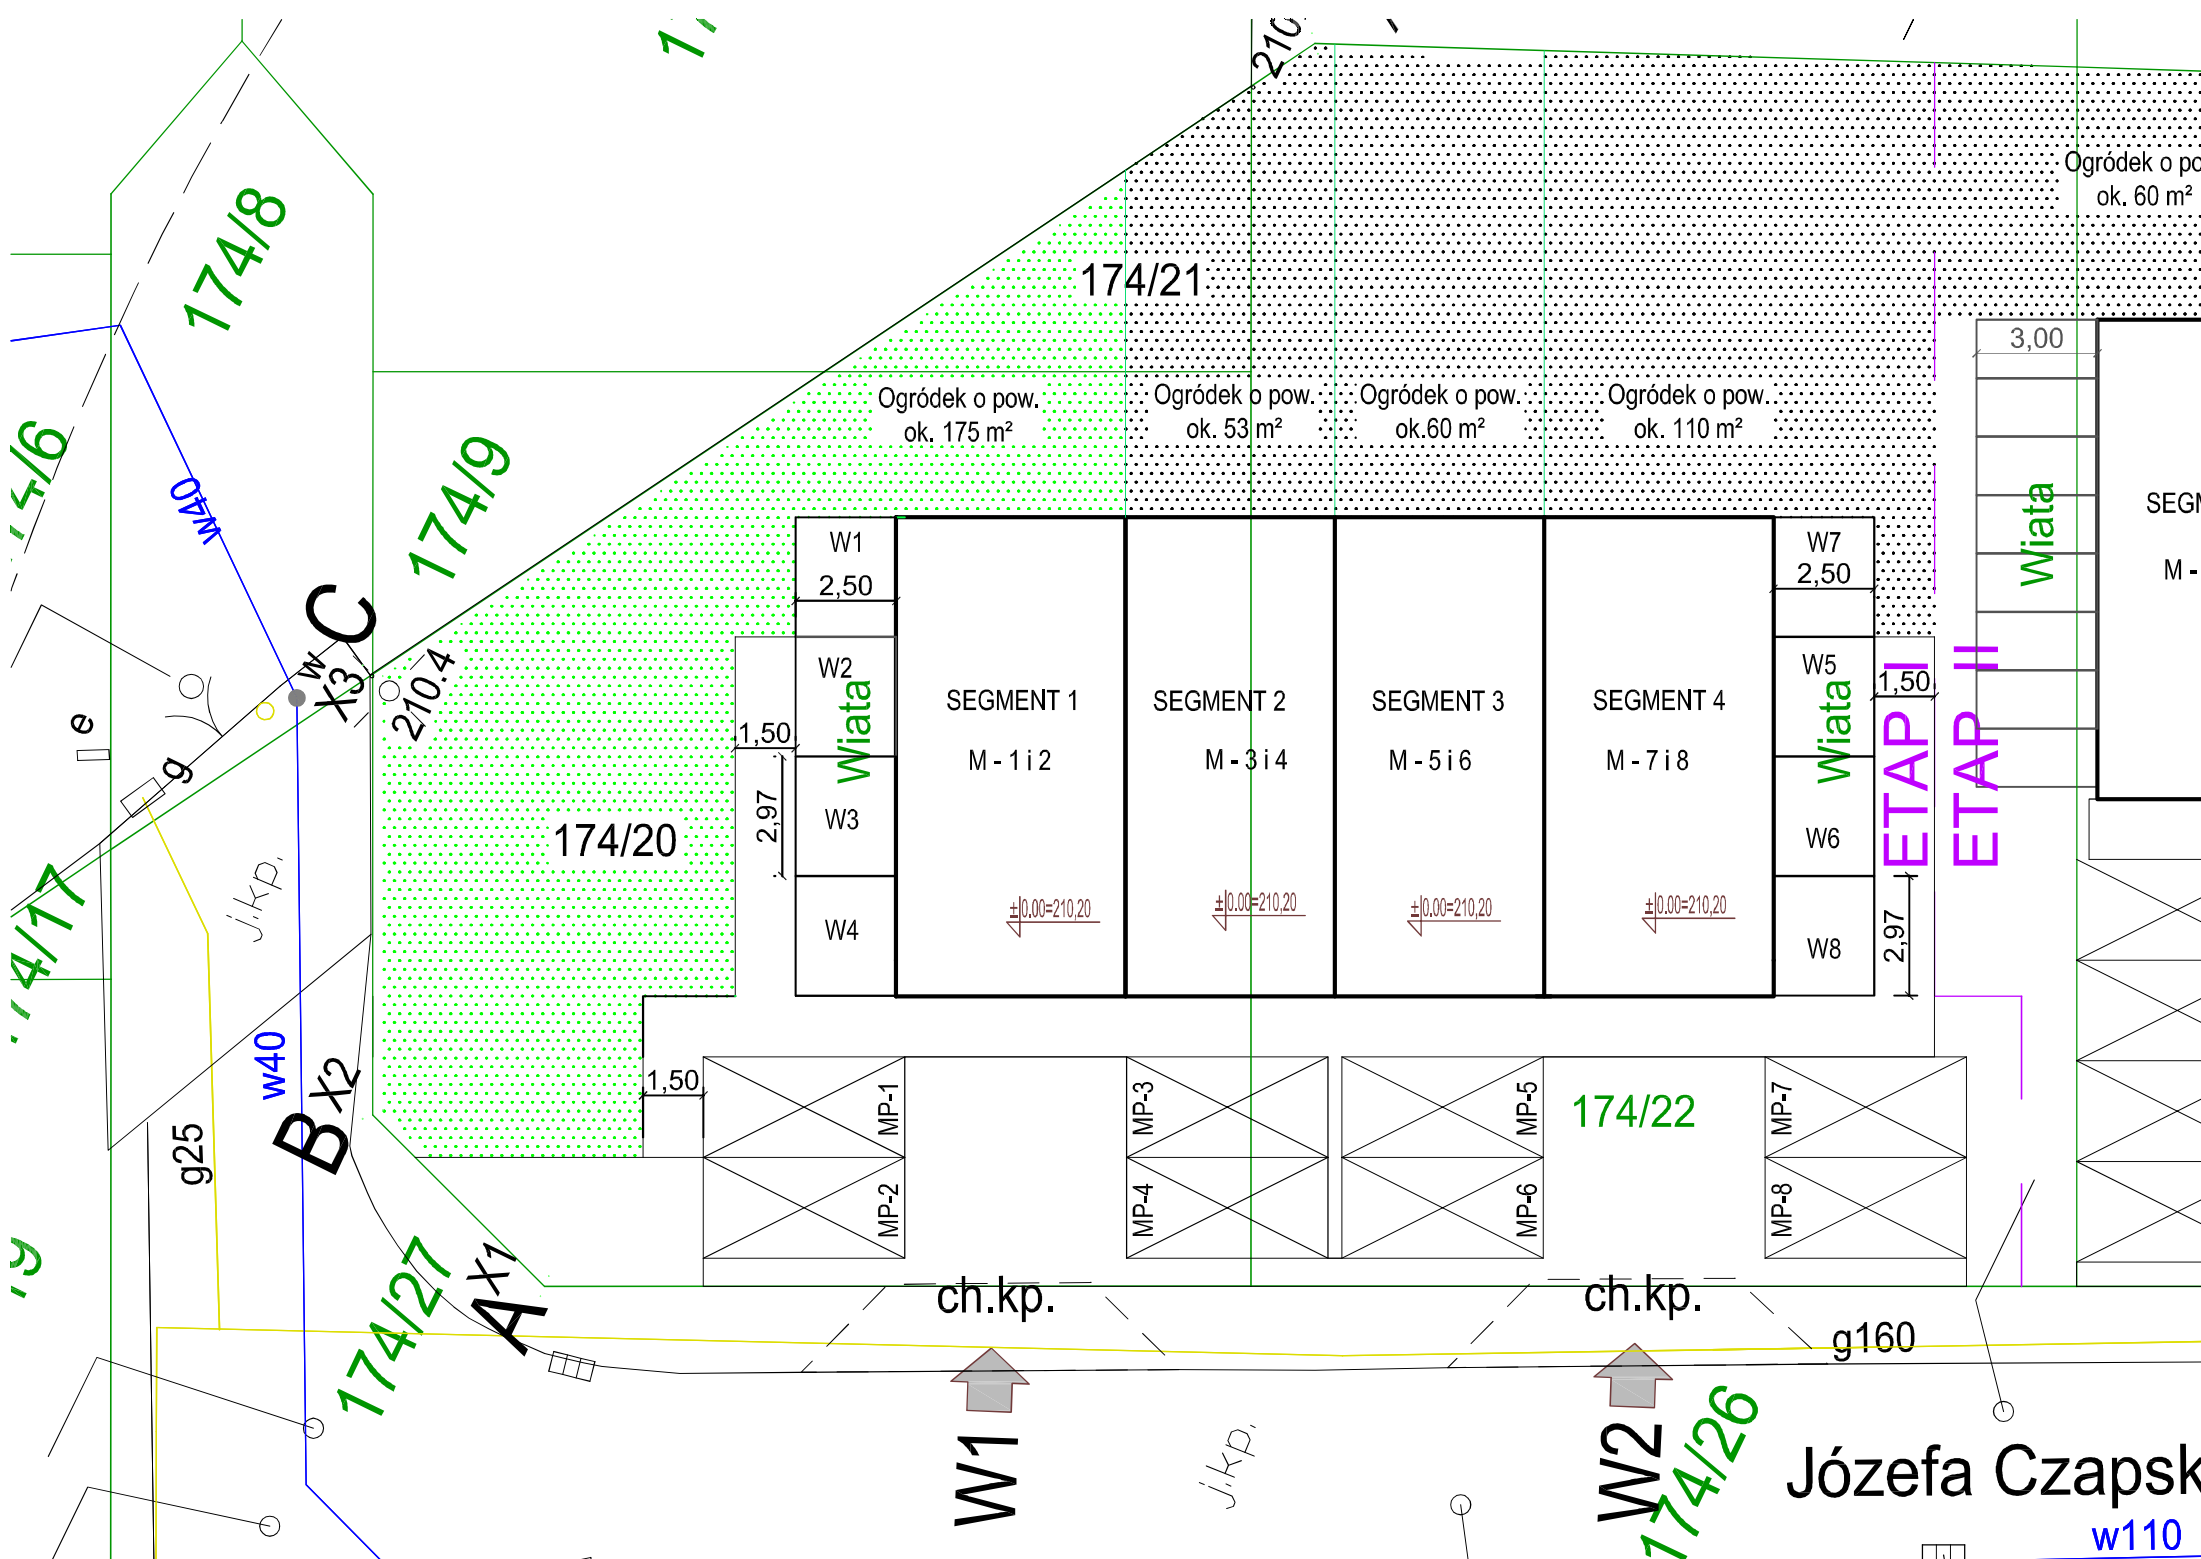 210
174/8
Ogródek o
ok. 60 m²
174/21
3,00
Ogródek o pow.
ok. 175 m²
Ogródek o pow.
ok. 53 m²
Ogródek o pow.
ok.60 m²
Ogródek o pow.
ok. 110 m²
174/9
w40
W1
2,50
W7
2,50
Wiata
M -
C
w
X3
210.4
W2
Wiata
SEGMENT 1
M - 1 i 2
SEGMENT 2
M - 3 i 4
SEGMENT 3
M - 5 i 6
SEGMENT 4
M - 7 i 8
W5
Wiata
1,50
ETAP I
ETAP II
e
g
1,50
2,97
W3
W6
174/20
j.kp.
W4
±0.00=210,20
±0.00=210,20
±0.00=210,20
±0.00=210,20
W8
2,97
w40
B
X2
1,50
MP-1
MP-3
MP-5
174/22
MP-7
g25
MP-2
MP-4
MP-6
MP-8
174/27
A
X1
ch.kp.
ch.kp.
g160
W1
j.kp.
W2
174/26
Józefa Czapsk
w110